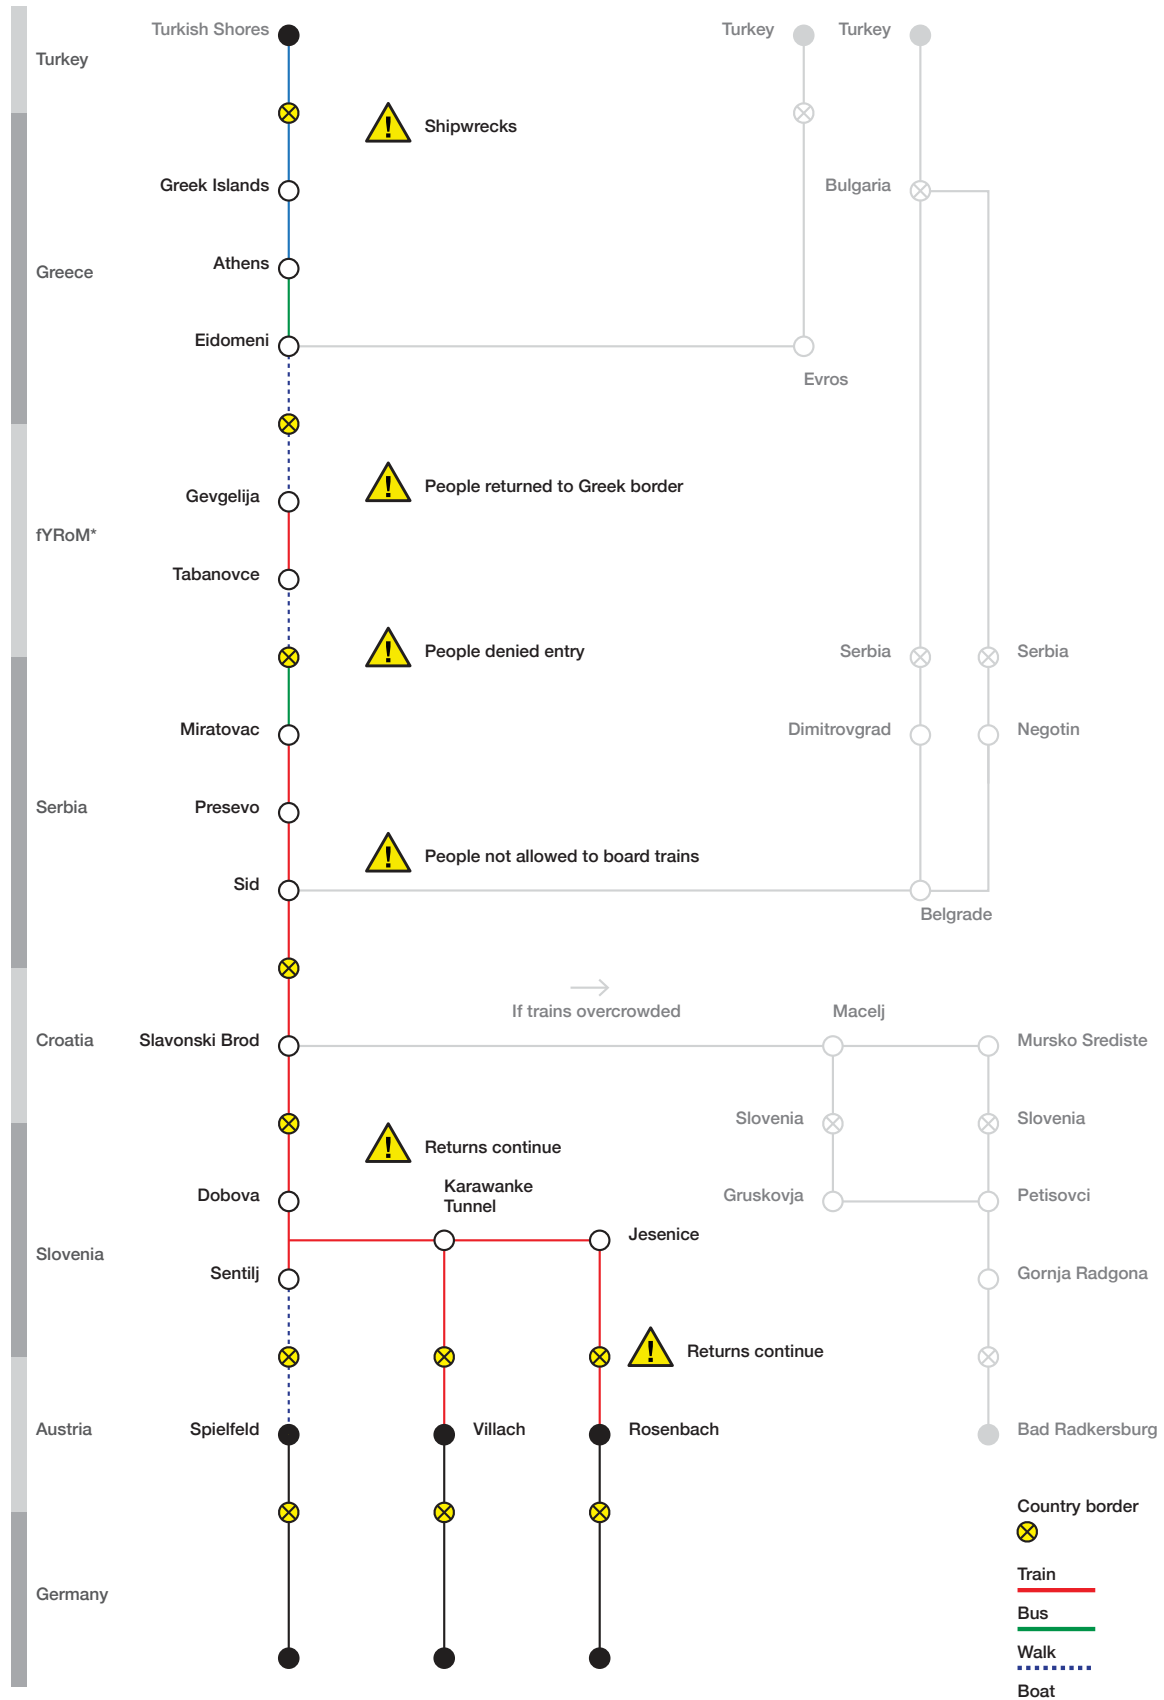 Turkish Shores
Turkey
Turkey
Turkey
Shipwrecks
Greek Islands
Bulgaria
Athens
Greece
Eidomeni
Evros
Gevgelija
People returned to Greek border
fYRoM*
Tabanovce
People denied entry
Serbia
Serbia
Miratovac
Dimitrovgrad
Negotin
Serbia
Presevo
People not allowed to board trains
Sid
Belgrade
If trains overcrowded
Macelj
Croatia
Slavonski Brod
Mursko Srediste
Slovenia
Slovenia
Returns continue
Karawanke
Tunnel
Dobova
Gruskovja
Petisovci
Jesenice
Slovenia
Sentilj
Gornja Radgona
Returns continue
Austria
Spielfeld
Villach
Rosenbach
Bad Radkersburg
Country border
Train
Germany
Bus
Walk
Boat